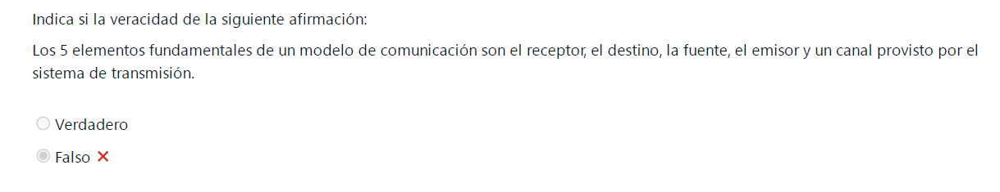 Indica si la veracidad de la siguiente afirmación:
Los 5 elementos fundamentales de un modelo de comunicación son el receptor, el destino, la fuente, el emisor y un canal provisto por el
sistema de transmisión.
Verdadero
Falso